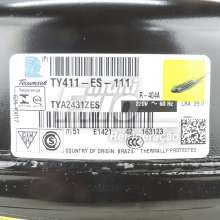 Tecumseh
TY411-ES-111
TYA2431ZES
R-404A
220V ~ 60 Hz
LRA: 29.0
Refrigeração
51 E1421 42 163123
COUNTRY OF ORIGIN: BRAZIL
THERMALLY PROTECTED